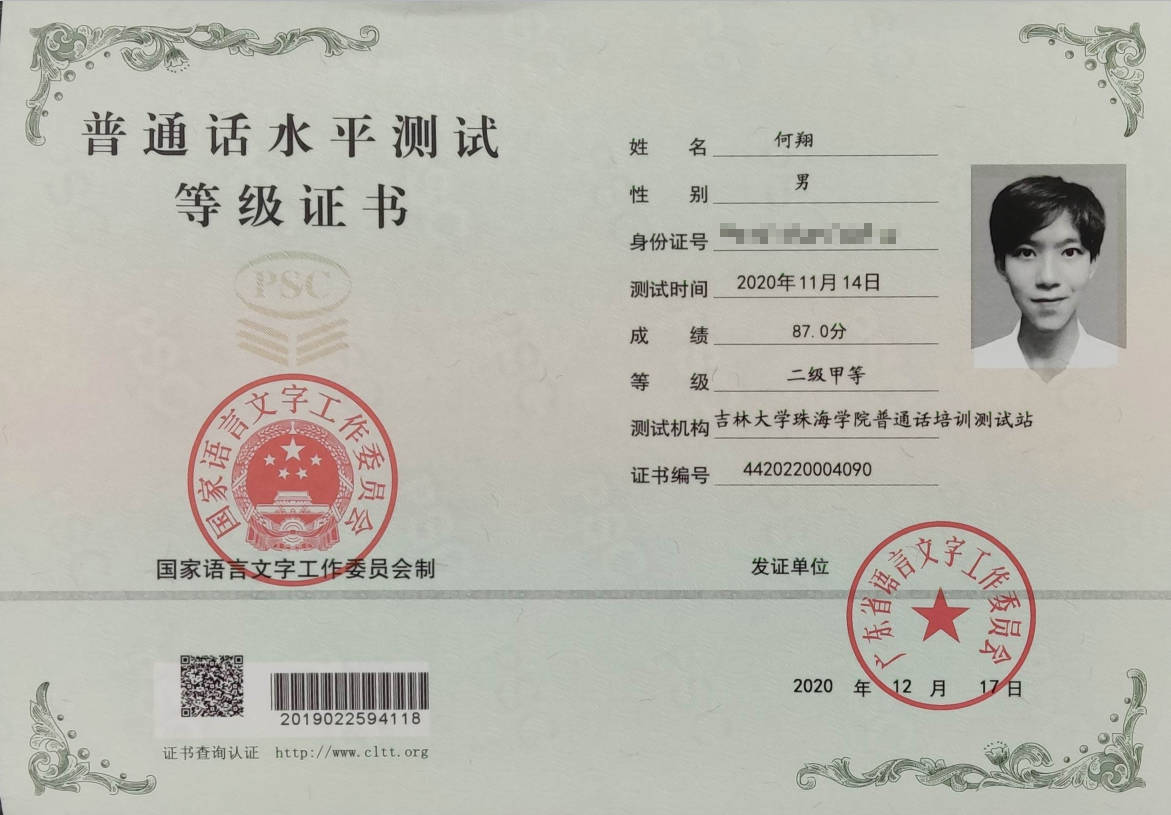 普通话水平测试
等级证书
PSC
国家语言文字工作委员会
国家语言文字工作委员会制
2019022594118
证书查询认证 http://www.cltt.org
姓 名 何翔
性 别 男
身份证号
测试时间 2020年11月14日
成 绩 87.0分
等 级 二级甲等
测试机构 吉林大学珠海学院普通话培训测试站
证书编号 4420220004090
发证单位
广东省语言文字工作委员会
2020 年 12 月 17 日